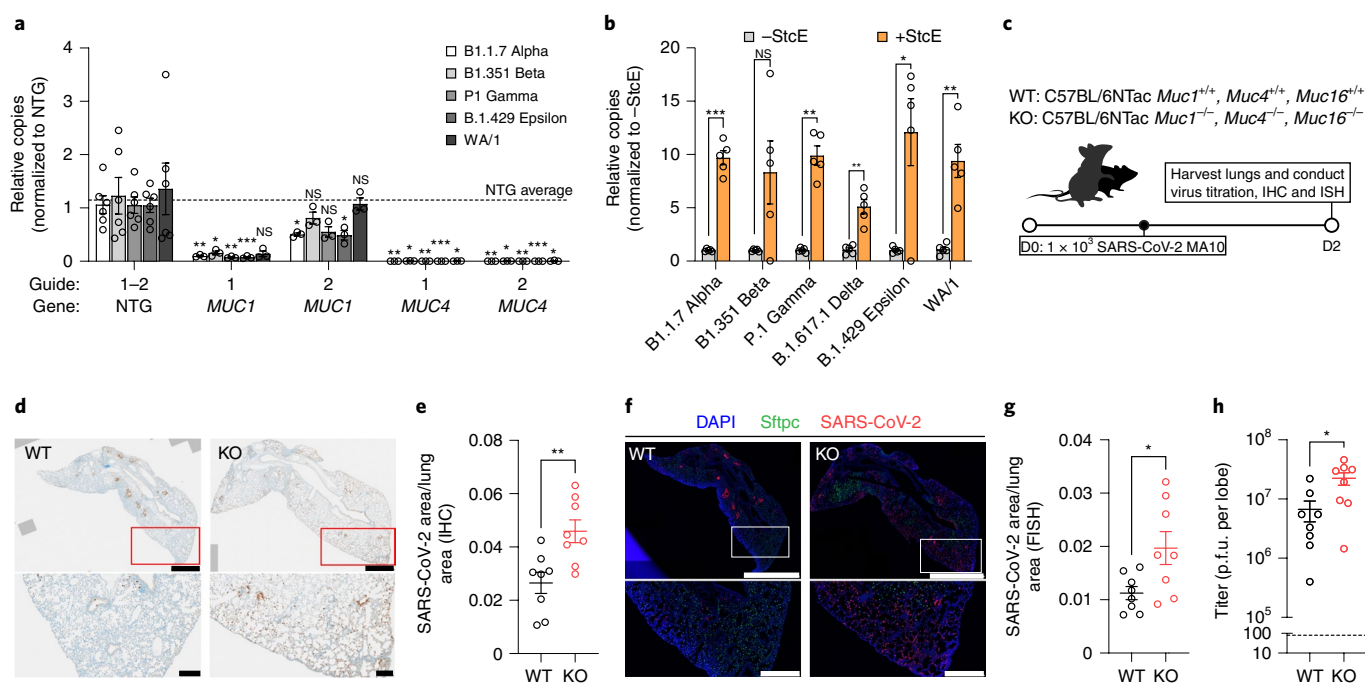 a
Relative copies
(normalized to NTG)
4
3
2
1
0
B1.1.7 Alpha
B1.351 Beta
P1 Gamma
B.1.429 Epsilon
WA/1
NTG average
** * ** *** NS
* NS NS * NS
** * ** *** *
** * ** *** *
Guide: 1–2 1 2 1 2
Gene: NTG MUC1 MUC1 MUC4 MUC4
b
–StcE +StcE
Relative copies
(normalized to –StcE)
20
15
10
5
0
*** NS ** ** * **
B1.1.7 Alpha
B1.351 Beta
P.1 Gamma
B.1.617.1 Delta
B.1.429 Epsilon
WA/1
c
WT: C57BL/6NTac Muc1+/+, Muc4+/+, Muc16+/+
KO: C57BL/6NTac Muc1–/–, Muc4–/–, Muc16–/–
Harvest lungs and conduct
virus titration, IHC and ISH
D0: 1 × 10³ SARS-CoV-2 MA10
D2
d
WT KO
e
SARS-CoV-2 area/lung
area (IHC)
0.08
0.06
0.04
0.02
0
**
WT KO
f
DAPI Sftpc SARS-CoV-2
WT KO
g
SARS-CoV-2 area/lung
area (FISH)
0.04
0.03
0.02
0.01
0
*
WT KO
h
Titer (p.f.u. per lobe)
10⁸
10⁷
10⁶
10⁵
100
10
*
WT KO